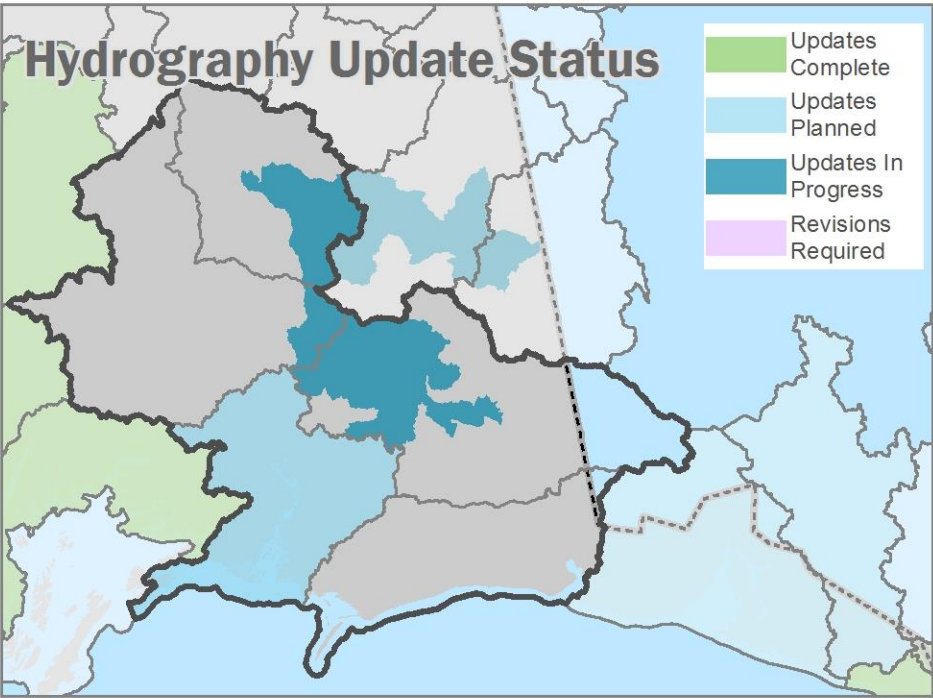 Hydrography Update Status
Updates
Complete
Updates
Planned
Updates In
Progress
Revisions
Required